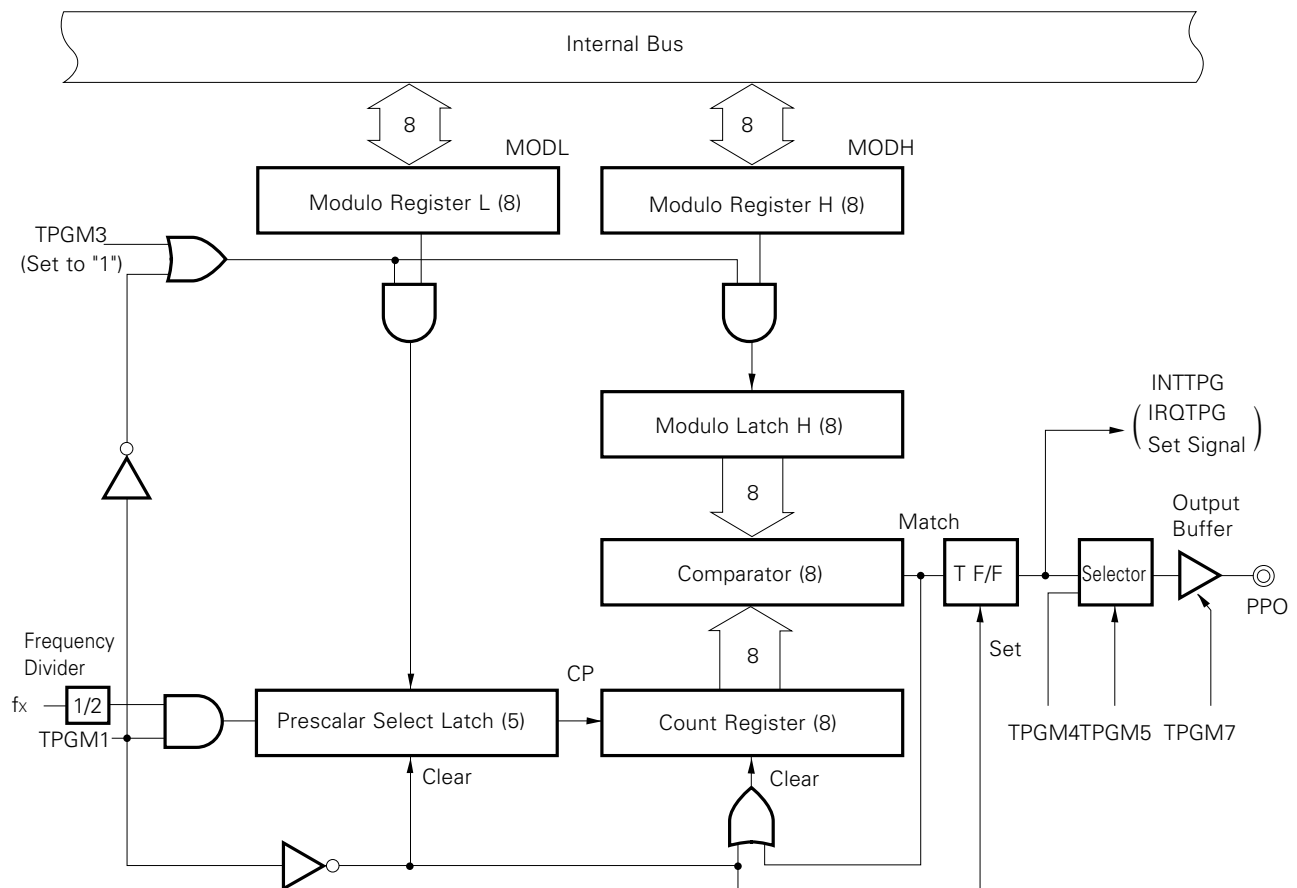 Internal Bus
8
8
MODL
MODH
Modulo Register L (8)
Modulo Register H (8)
TPGM3
(Set to "1")
INTTPG
IRQTPG
Set Signal
Modulo Latch H (8)
8
Output
Buffer
Match
Comparator (8)
T F/F
Selector
PPO
Set
8
Frequency
Divider
CP
fx
1/2
Prescalar Select Latch (5)
Count Register (8)
TPGM1
TPGM4
TPGM5
TPGM7
Clear
Clear